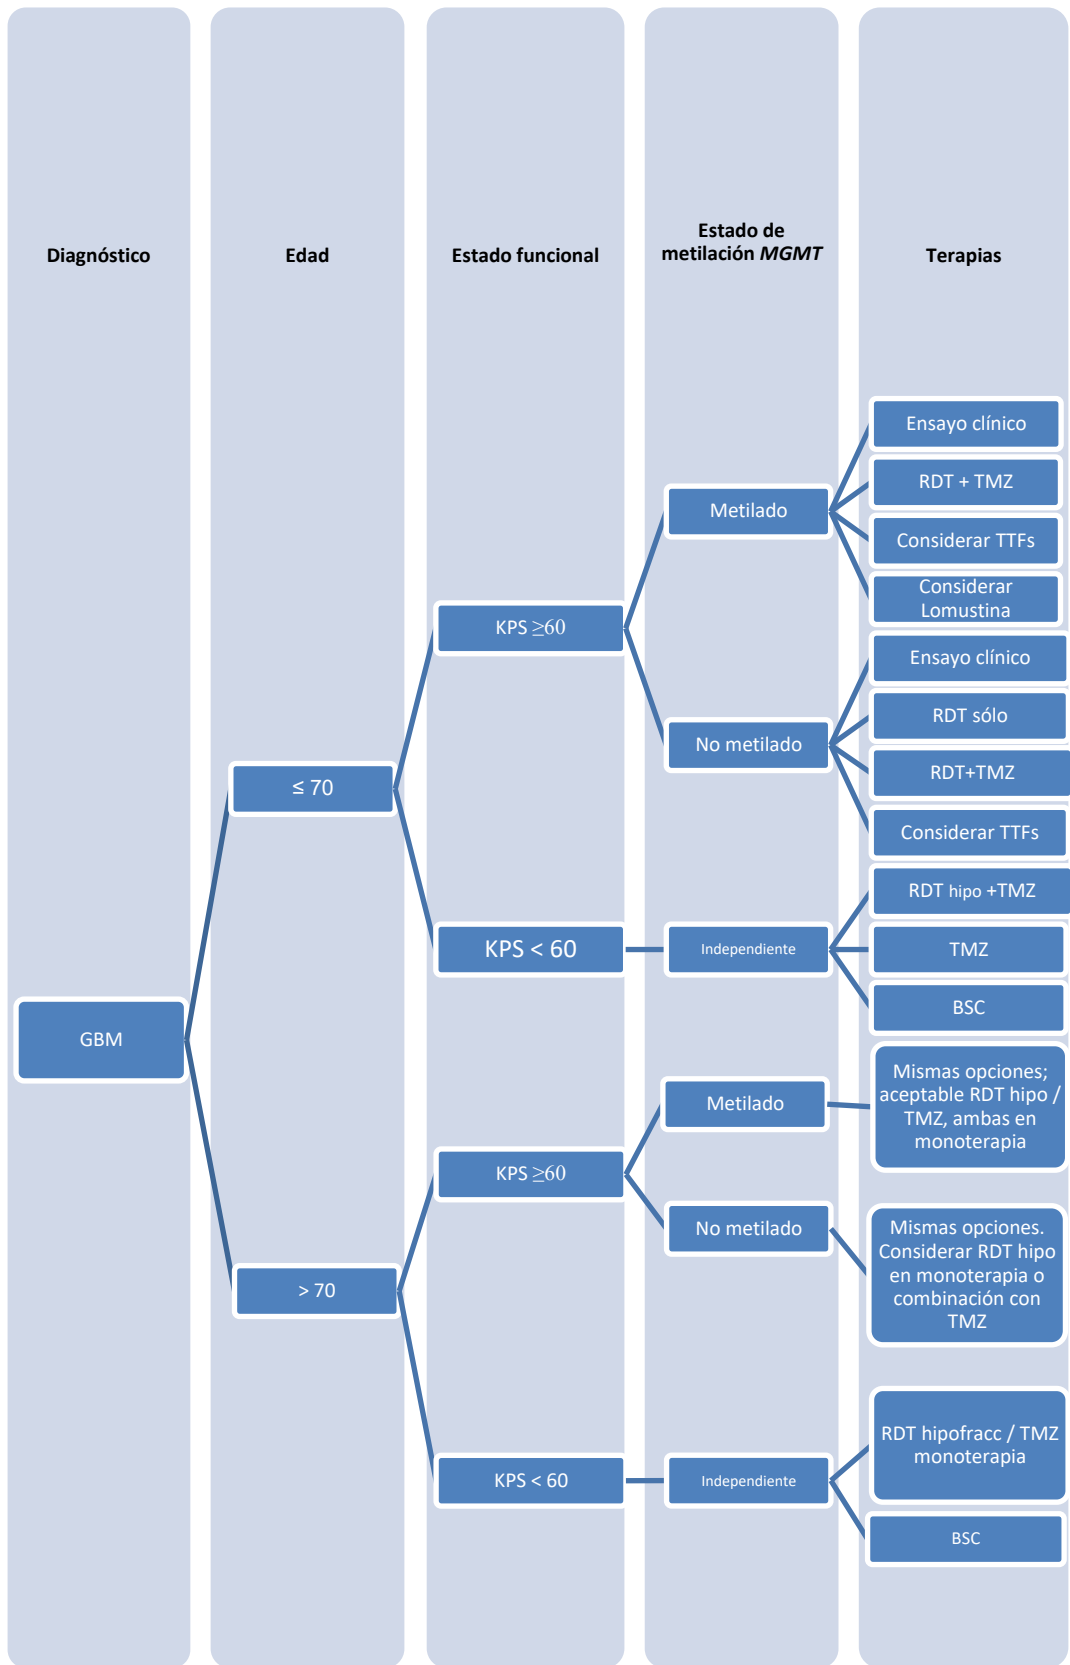 Diagnóstico
Edad
Estado funcional
Estado de
metilación MGMT
Terapias
GBM
≤ 70
> 70
KPS ≥60
KPS < 60
KPS ≥60
KPS < 60
Metilado
No metilado
Independiente
Metilado
No metilado
Independiente
Ensayo clínico
RDT + TMZ
Considerar TTFs
Considerar
Lomustina
Ensayo clínico
RDT sólo
RDT+TMZ
Considerar TTFs
RDT hipo +TMZ
TMZ
BSC
Mismas opciones;
aceptable RDT hipo /
TMZ, ambas en
monoterapia
Mismas opciones.
Considerar RDT hipo
en monoterapia o
combinación con
TMZ
RDT hipofracc / TMZ
monoterapia
BSC